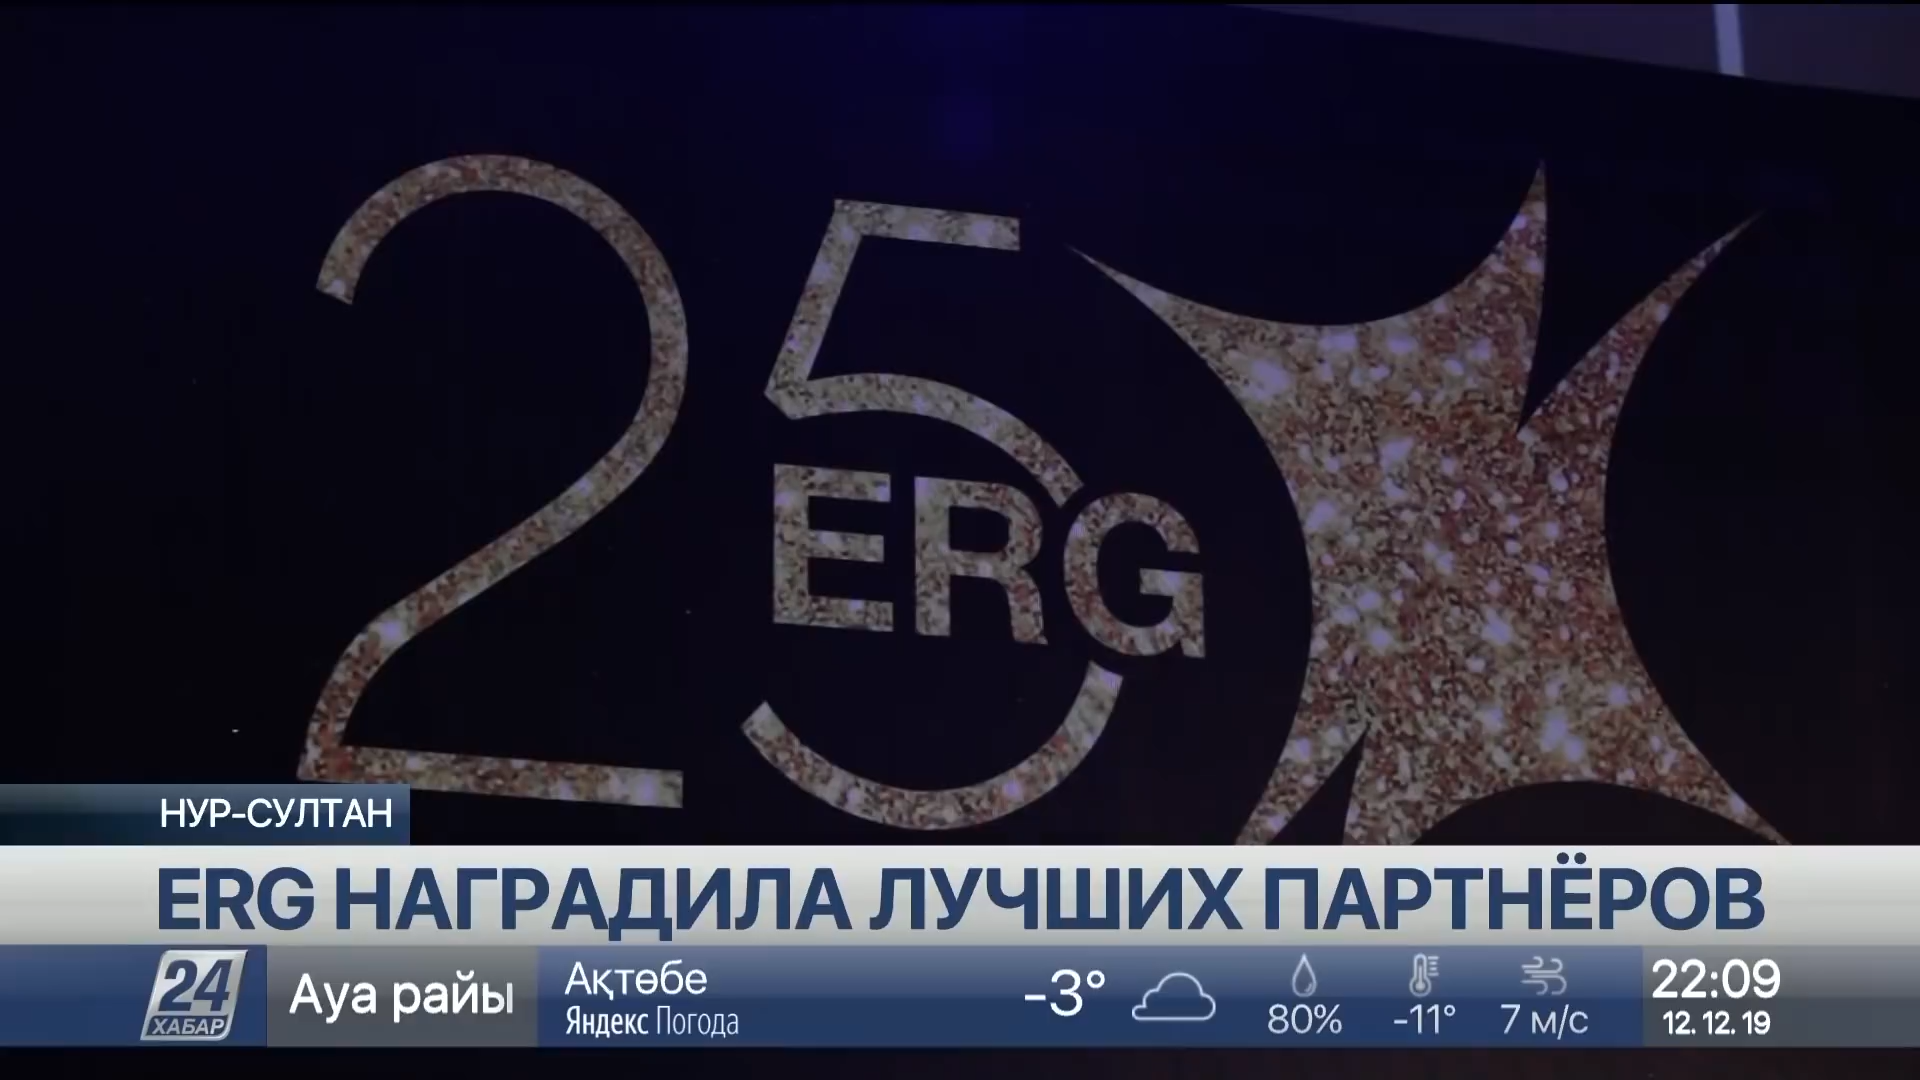 25
ERG
НУР-СУЛТАН
ERG НАГРАДИЛА ЛУЧШИХ ПАРТНЁРОВ
24
ХАБАР
Ауа райы
Ақтөбе
Яндекс Погода
-3°
80%
-11°
7 м/с
22:09
12. 12. 19